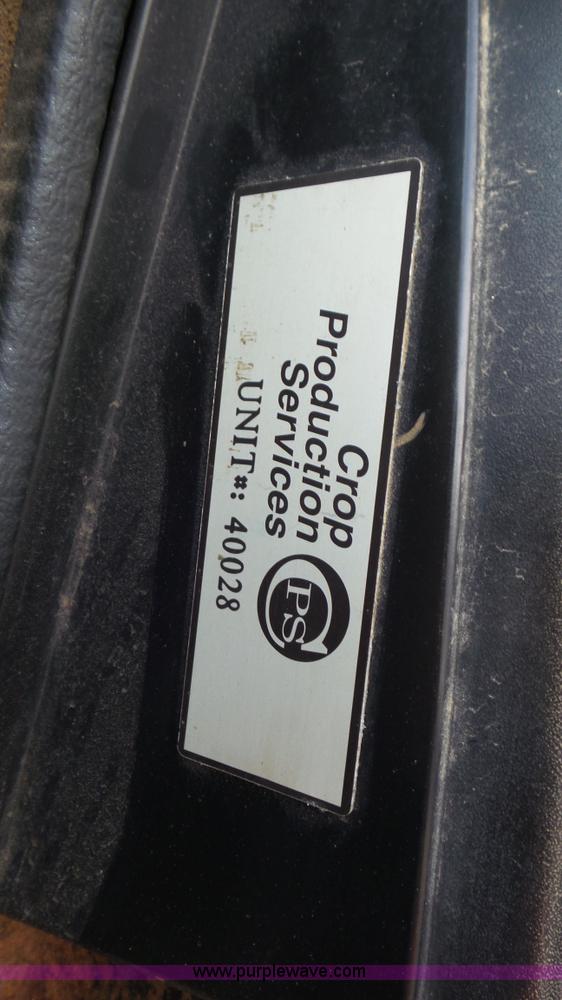 Crop
Production
Services
CPS
UNIT#: 40028
www.purplewave.com